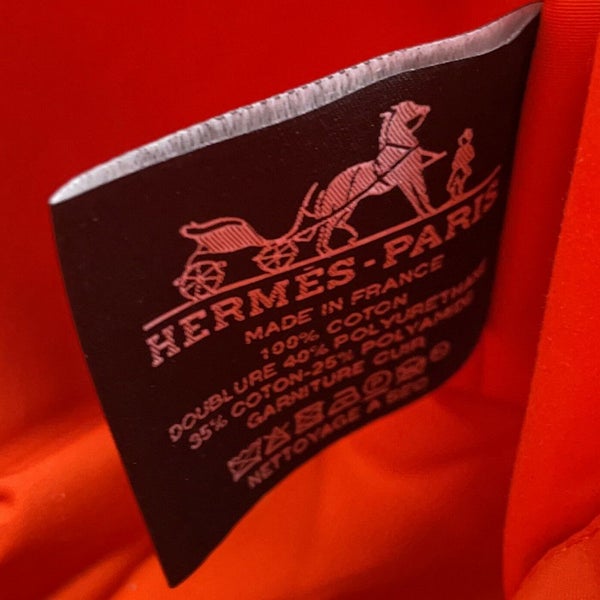 HERMÈS-PARIS
MADE IN FRANCE
100% COTON
DOUBLURE 40% POLYURETHANE
35% COTON-25% POLYAMIDE
GARNITURE CUIR
NETTOYAGE A SEC